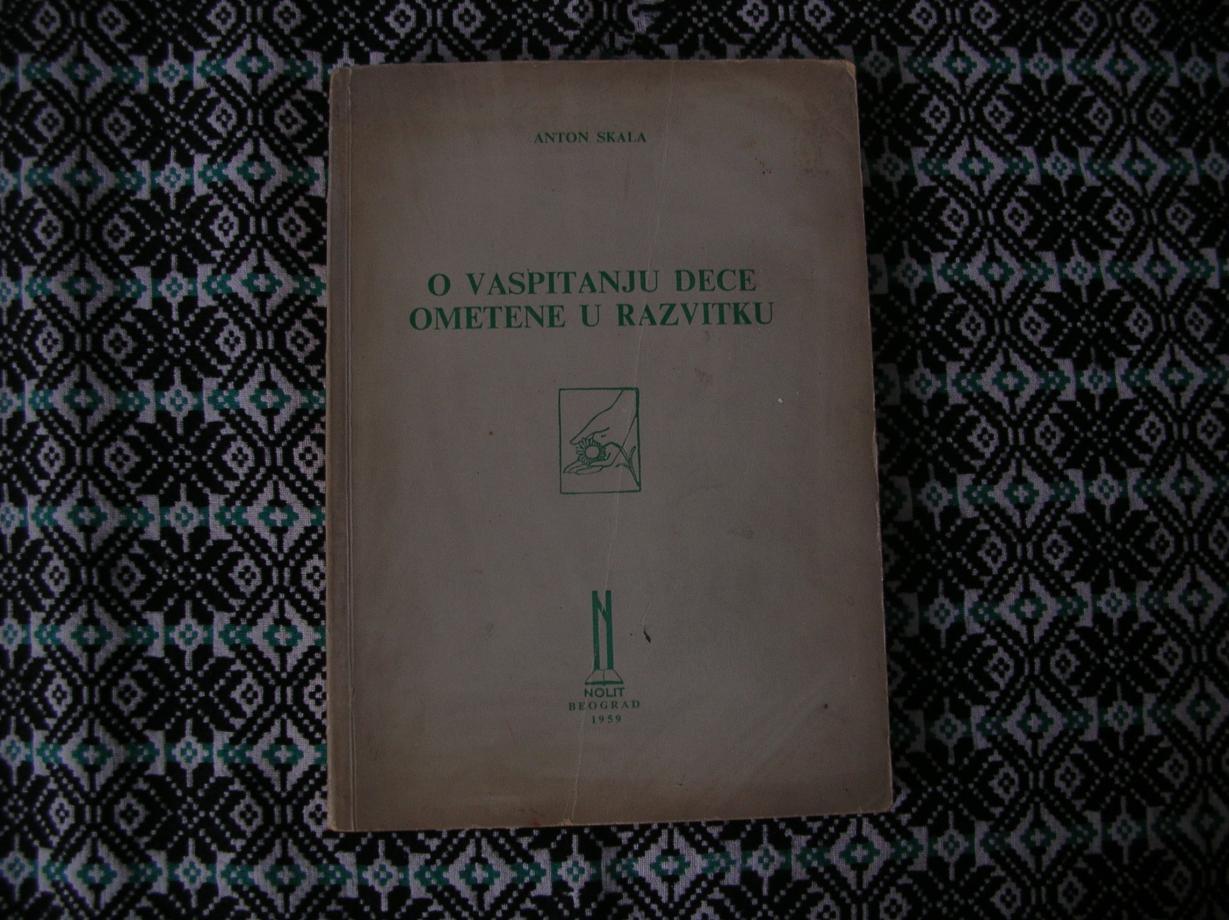 ANTON SKALA
O VASPITANJU DECE
OMETENE U RAZVITKU
N
NOLIT
BEOGRAD
1959